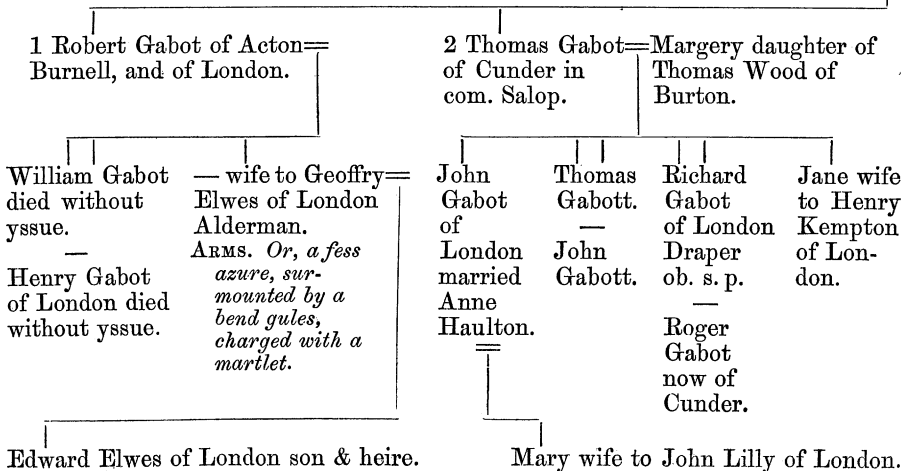 1 Robert Gabot of Acton=
Burnell, and of London.
2 Thomas Gabot=Margery daughter of
of Cunder in Thomas Wood of
com. Salop. Burton.
William Gabot
died without
yssue.
—
Henry Gabot
of London died
without yssue.
— wife to Geoffry=
Elwes of London
Alderman.
ARMS. Or, a fess
azure, sur-
mounted by a
bend gules,
charged with a
martlet.
John
Gabot
of
London
married
Anne
Haulton.
=
Thomas
Gabott.
—
John
Gabott.
Richard
Gabot
of London
Draper
ob. s. p.
—
Roger
Gabot
now of
Cunder.
Jane wife
to Henry
Kempton
of Lon-
don.
Edward Elwes of London son & heire.
Mary wife to John Lilly of London.